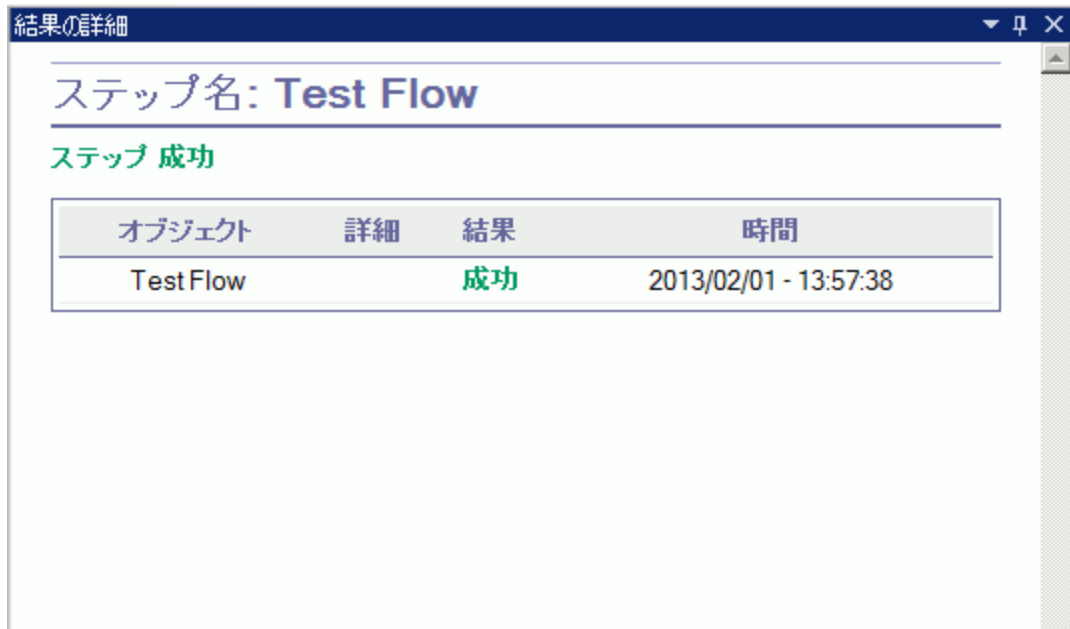 結果の詳細
ステップ名: Test Flow
ステップ 成功
オブジェクト 詳細 結果 時間
Test Flow 成功 2013/02/01 - 13:57:38